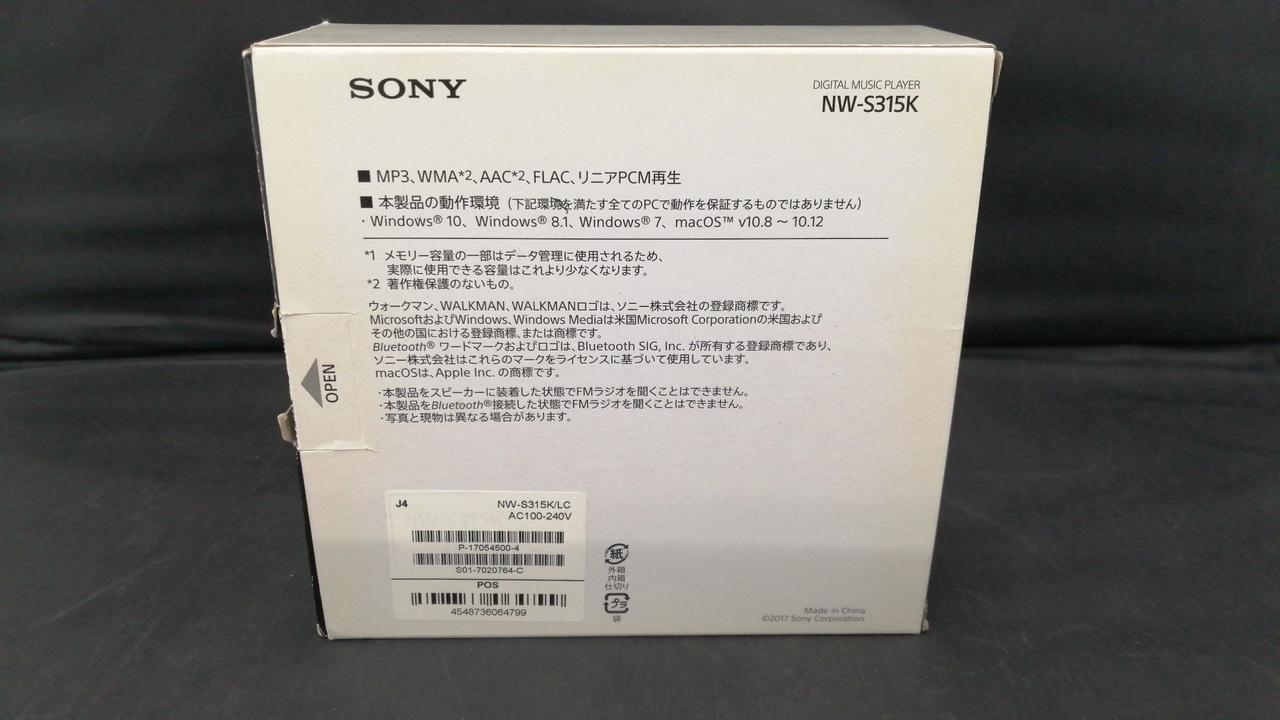 SONY
DIGITAL MUSIC PLAYER
NW-S315K
■ MP3、WMA*2、AAC*2、FLAC、リニアPCM再生
■ 本製品の動作環境（下記環境を満たす全てのPCで動作を保証するものではありません）
・Windows® 10、Windows® 8.1、Windows® 7、macOS™ v10.8 ～ 10.12
*1 メモリー容量の一部はデータ管理に使用されるため、
実際に使用できる容量はこれより少なくなります。
*2 著作権保護のないもの。
ウォークマン、WALKMAN、WALKMANロゴは、ソニー株式会社の登録商標です。
MicrosoftおよびWindows、Windows Mediaは米国Microsoft Corporationの米国および
その他の国における登録商標、または商標です。
Bluetooth® ワードマークおよびロゴは、Bluetooth SIG, Inc. が所有する登録商標であり、
ソニー株式会社はこれらのマークをライセンスに基づいて使用しています。
macOSは、Apple Inc. の商標です。
・本製品をスピーカーに装着した状態でFMラジオを聞くことはできません。
・本製品をBluetooth®接続した状態でFMラジオを聞くことはできません。
・写真と現物は異なる場合があります。
OPEN
J4
NW-S315K/LC
AC100-240V
P-17054500-4
S01-7020764-C
POS
4548736064799
紙
外箱
内箱
仕切り
プラ
袋
Made in China
©2017 Sony Corporation